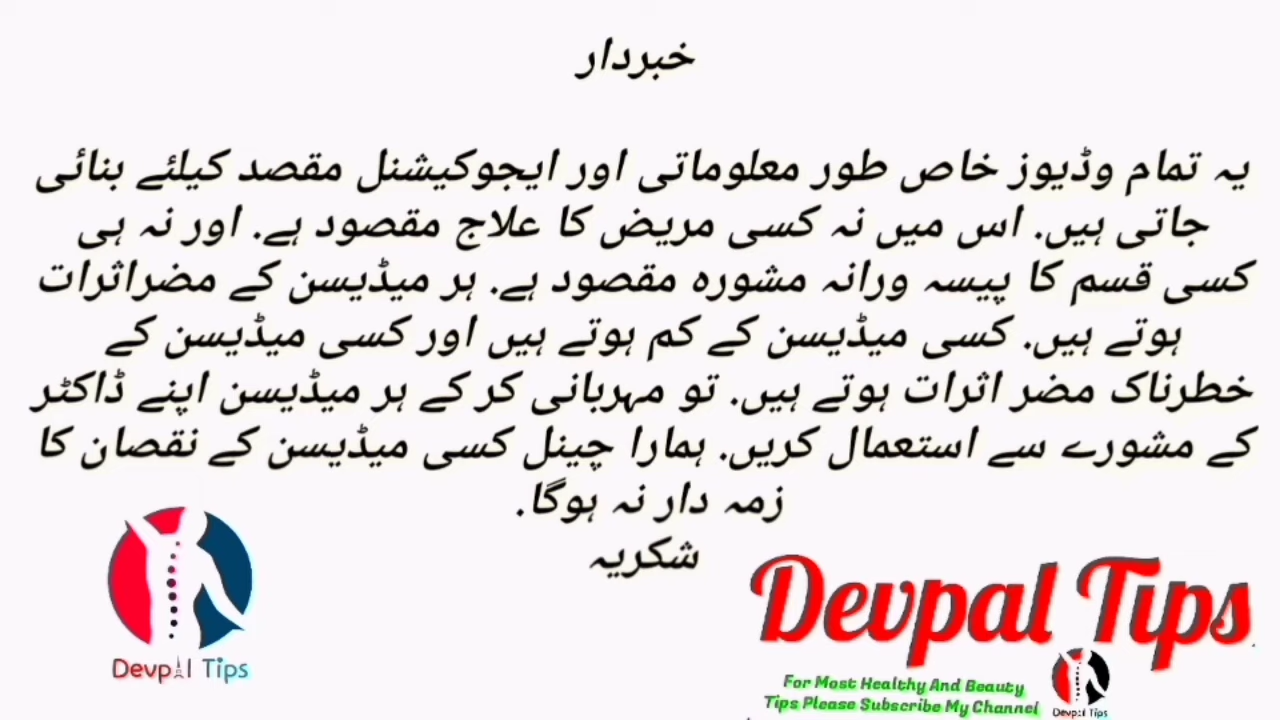 خبردار
یہ تمام وڈیوز خاص طور معلوماتی اور ایجوکیشنل مقصد کیلئے بنائی
جاتی ہیں. اس میں نہ کسی مریض کا علاج مقصود ہے. اور نہ ہی
کسی قسم کا پیسہ ورانہ مشورہ مقصود ہے. ہر میڈیسن کے مضراثرات
ہوتے ہیں. کسی میڈیسن کے کم ہوتے ہیں اور کسی میڈیسن کے
خطرناک مضر اثرات ہوتے ہیں. تو مہربانی کر کے ہر میڈیسن اپنے ڈاکٹر
کے مشورے سے استعمال کریں. ہمارا چینل کسی میڈیسن کے نقصان کا
زمہ دار نہ ہوگا.
شکریہ
Devpal Tips
Devpal Tips
For Most Healthy And Beauty
Tips Please Subscribe My Channel
Devpal Tips